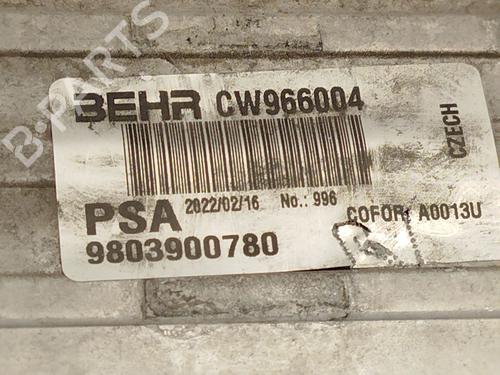 BEHR CW966004
CZECH
PSA 2022/02/16 No.: 996
COFOR: A0013U
9803900780
B-PARTS